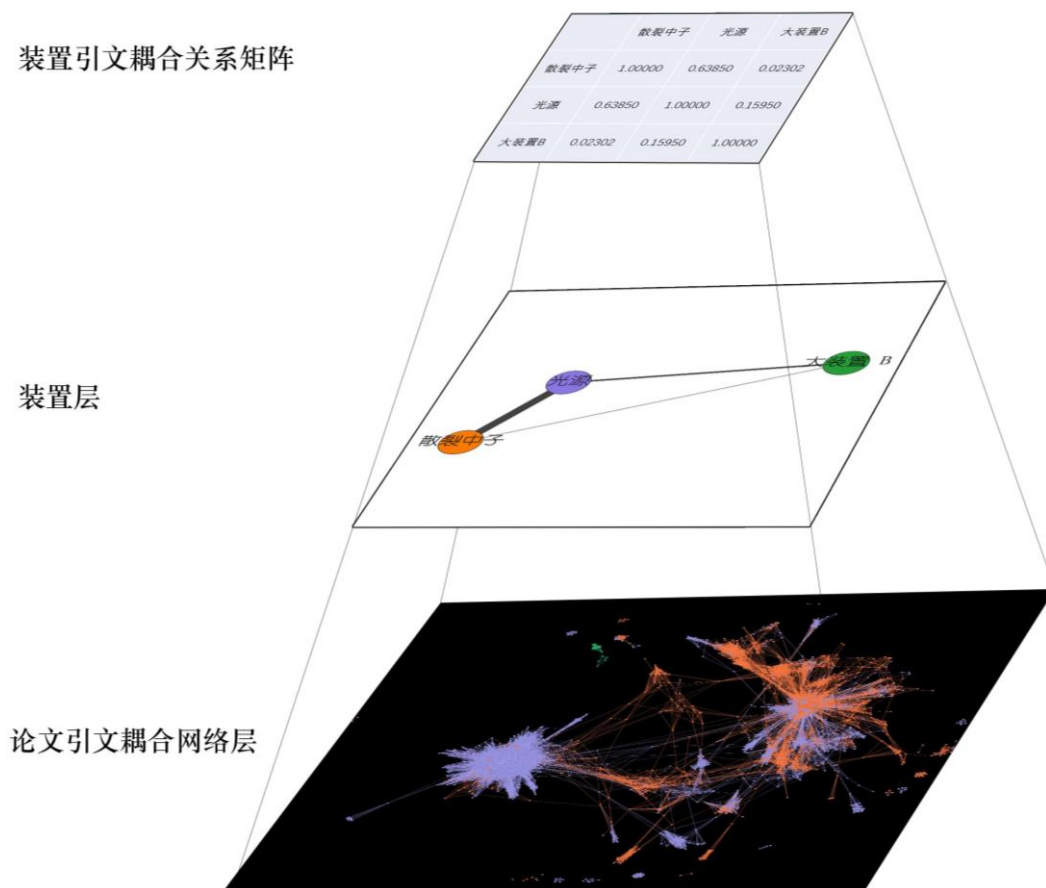 装置引文耦合关系矩阵
散裂中子 光源 大装置B
散裂中子 1.00000 0.63850 0.02302
光源 0.63850 1.00000 0.15950
大装置B 0.02302 0.15950 1.00000
装置层
大装置 B
光源
散裂中子
论文引文耦合网络层